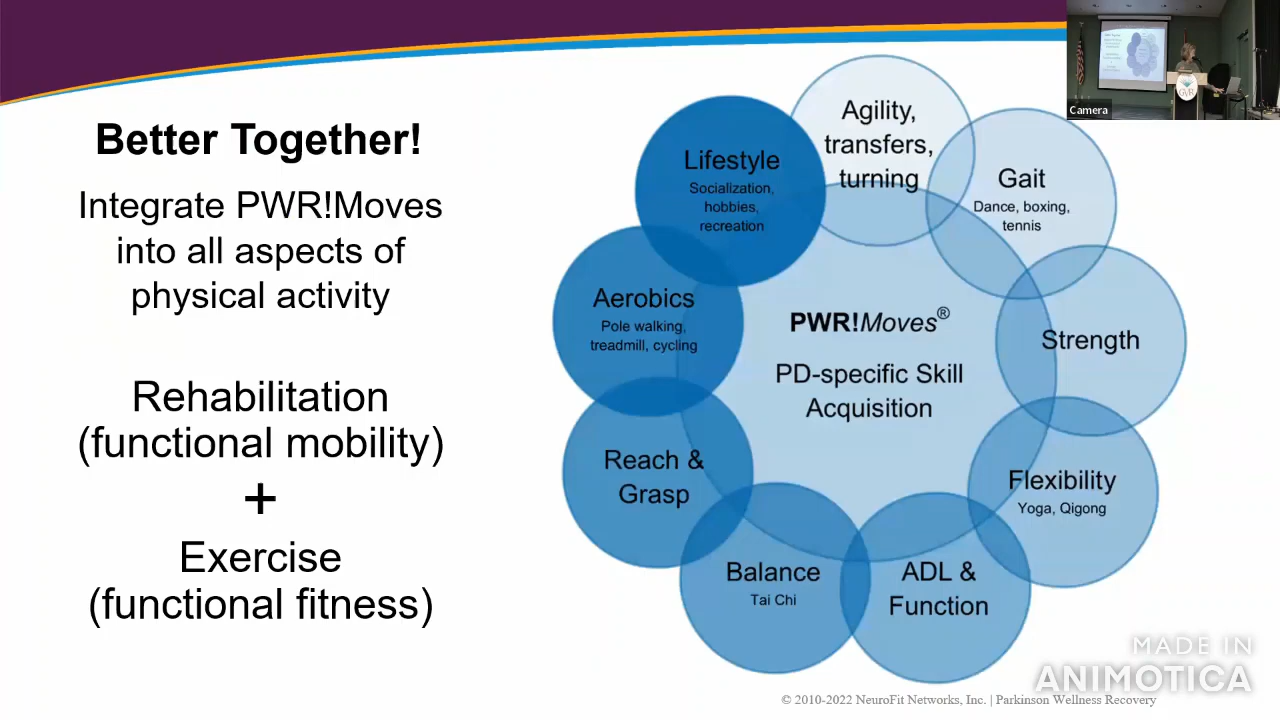 Better Together!
Integrate PWR!Moves
into all aspects of
physical activity
Rehabilitation
(functional mobility)
+
Exercise
(functional fitness)
Agility,
transfers,
turning
Gait
Dance, boxing,
tennis
Strength
Flexibility
Yoga, Qigong
ADL &
Function
Balance
Tai Chi
Reach &
Grasp
Aerobics
Pole walking,
treadmill, cycling
Lifestyle
Socialization,
hobbies,
recreation
PWR!Moves®
PD-specific Skill
Acquisition
Camera
GVR
MADE IN
ANIMOTICA
© 2010-2022 NeuroFit Networks, Inc. | Parkinson Wellness Recovery